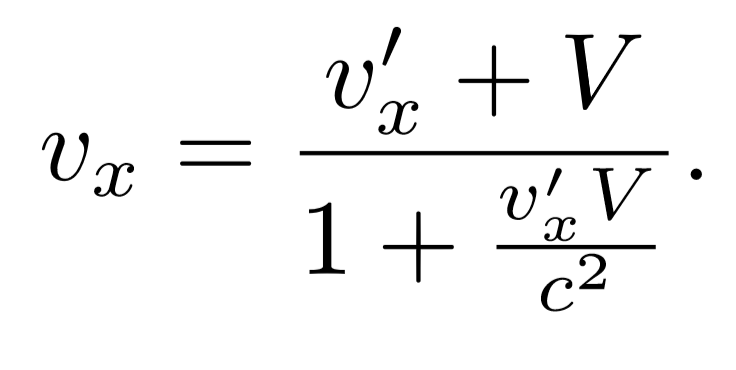 v_x = \frac{v'_x + V}{1 + \frac{v'_x V}{c^2}}.